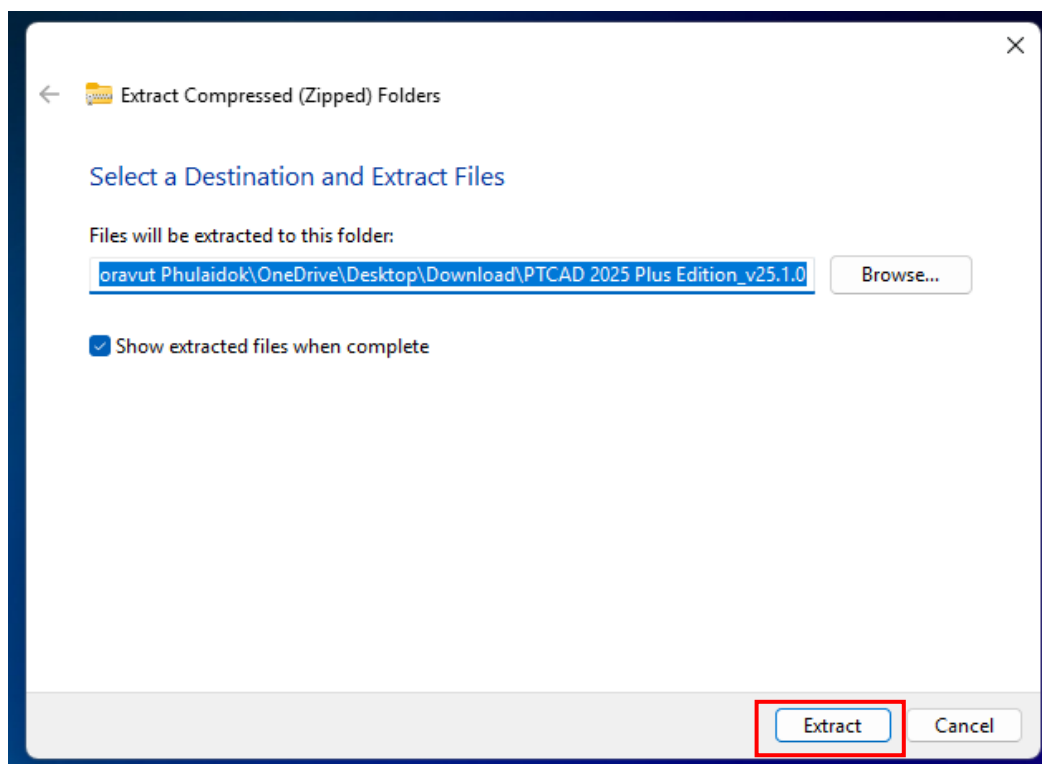 Extract Compressed (Zipped) Folders
Select a Destination and Extract Files
Files will be extracted to this folder:
oravut Phulaidok\OneDrive\Desktop\Download\PTCAD 2025 Plus Edition_v25.1.0
Browse...
Show extracted files when complete
Extract
Cancel